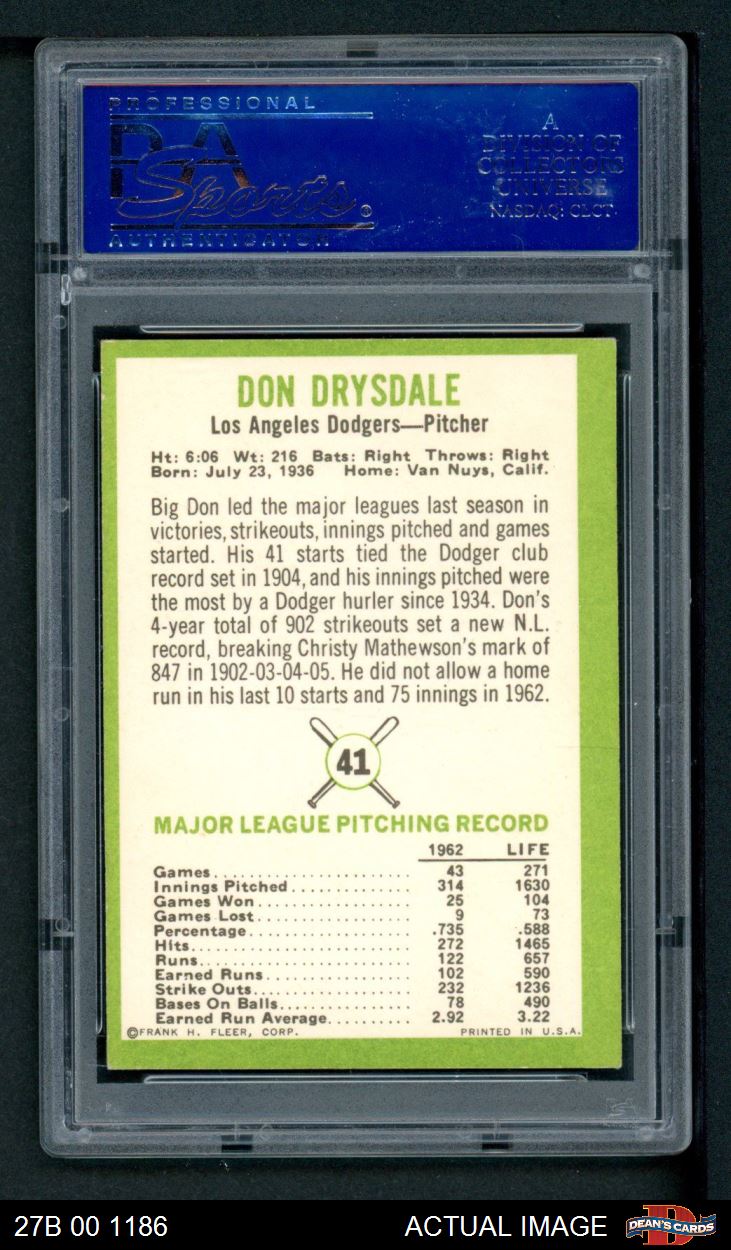 PROFESSIONAL
PSA
Sports®
AUTHENTICATOR
A
DIVISION OF
COLLECTORS
UNIVERSE
NASDAQ: CLCT
DON DRYSDALE
Los Angeles Dodgers—Pitcher
Ht: 6:06 Wt: 216 Bats: Right Throws: Right
Born: July 23, 1936 Home: Van Nuys, Calif.
Big Don led the major leagues last season in
victories, strikeouts, innings pitched and games
started. His 41 starts tied the Dodger club
record set in 1904, and his innings pitched were
the most by a Dodger hurler since 1934. Don's
4-year total of 902 strikeouts set a new N.L.
record, breaking Christy Mathewson's mark of
847 in 1902-03-04-05. He did not allow a home
run in his last 10 starts and 75 innings in 1962.
41
MAJOR LEAGUE PITCHING RECORD
1962 LIFE
Games........................ 43 271
Innings Pitched............... 314 1630
Games Won................... 25 104
Games Lost................... 9 73
Percentage.................... .735 .588
Hits........................... 272 1465
Runs.......................... 122 657
Earned Runs.................. 102 590
Strike Outs.................... 232 1236
Bases On Balls................ 78 490
Earned Run Average.......... 2.92 3.22
©FRANK H. FLEER, CORP. PRINTED IN U.S.A.
27B 00 1186 ACTUAL IMAGE DEAN'S CARDS